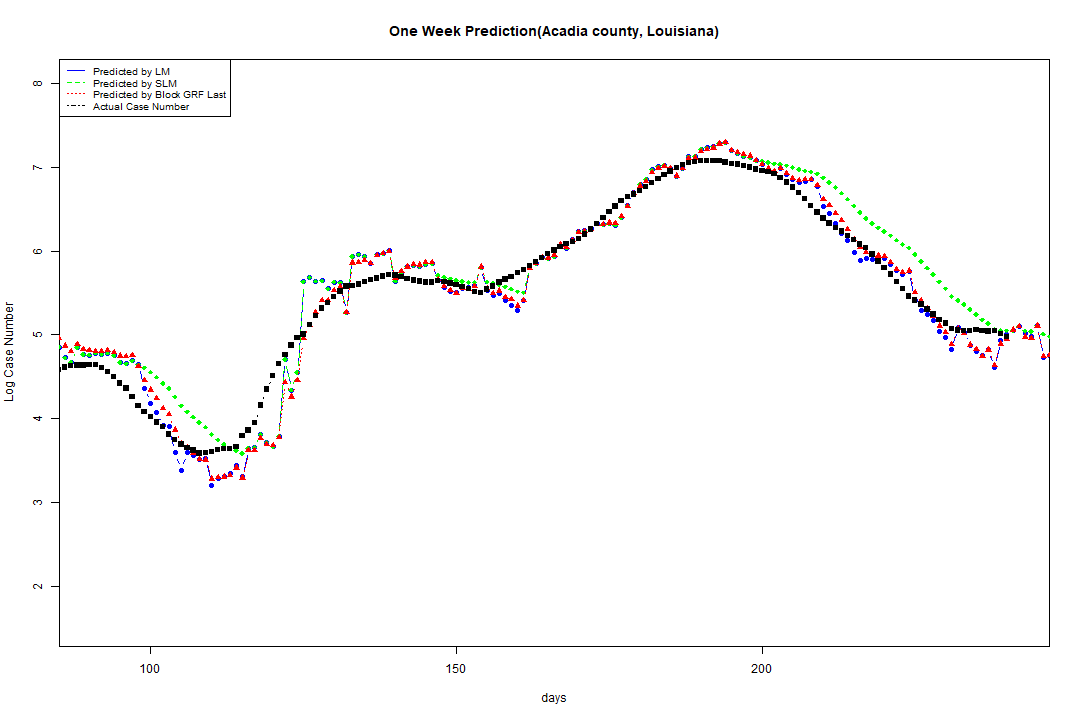 One Week Prediction(Acadia county, Louisiana)
Predicted by LM
Predicted by SLM
Predicted by Block GRF Last
Actual Case Number
8
7
6
5
4
3
2
Log Case Number
100 150 200
days